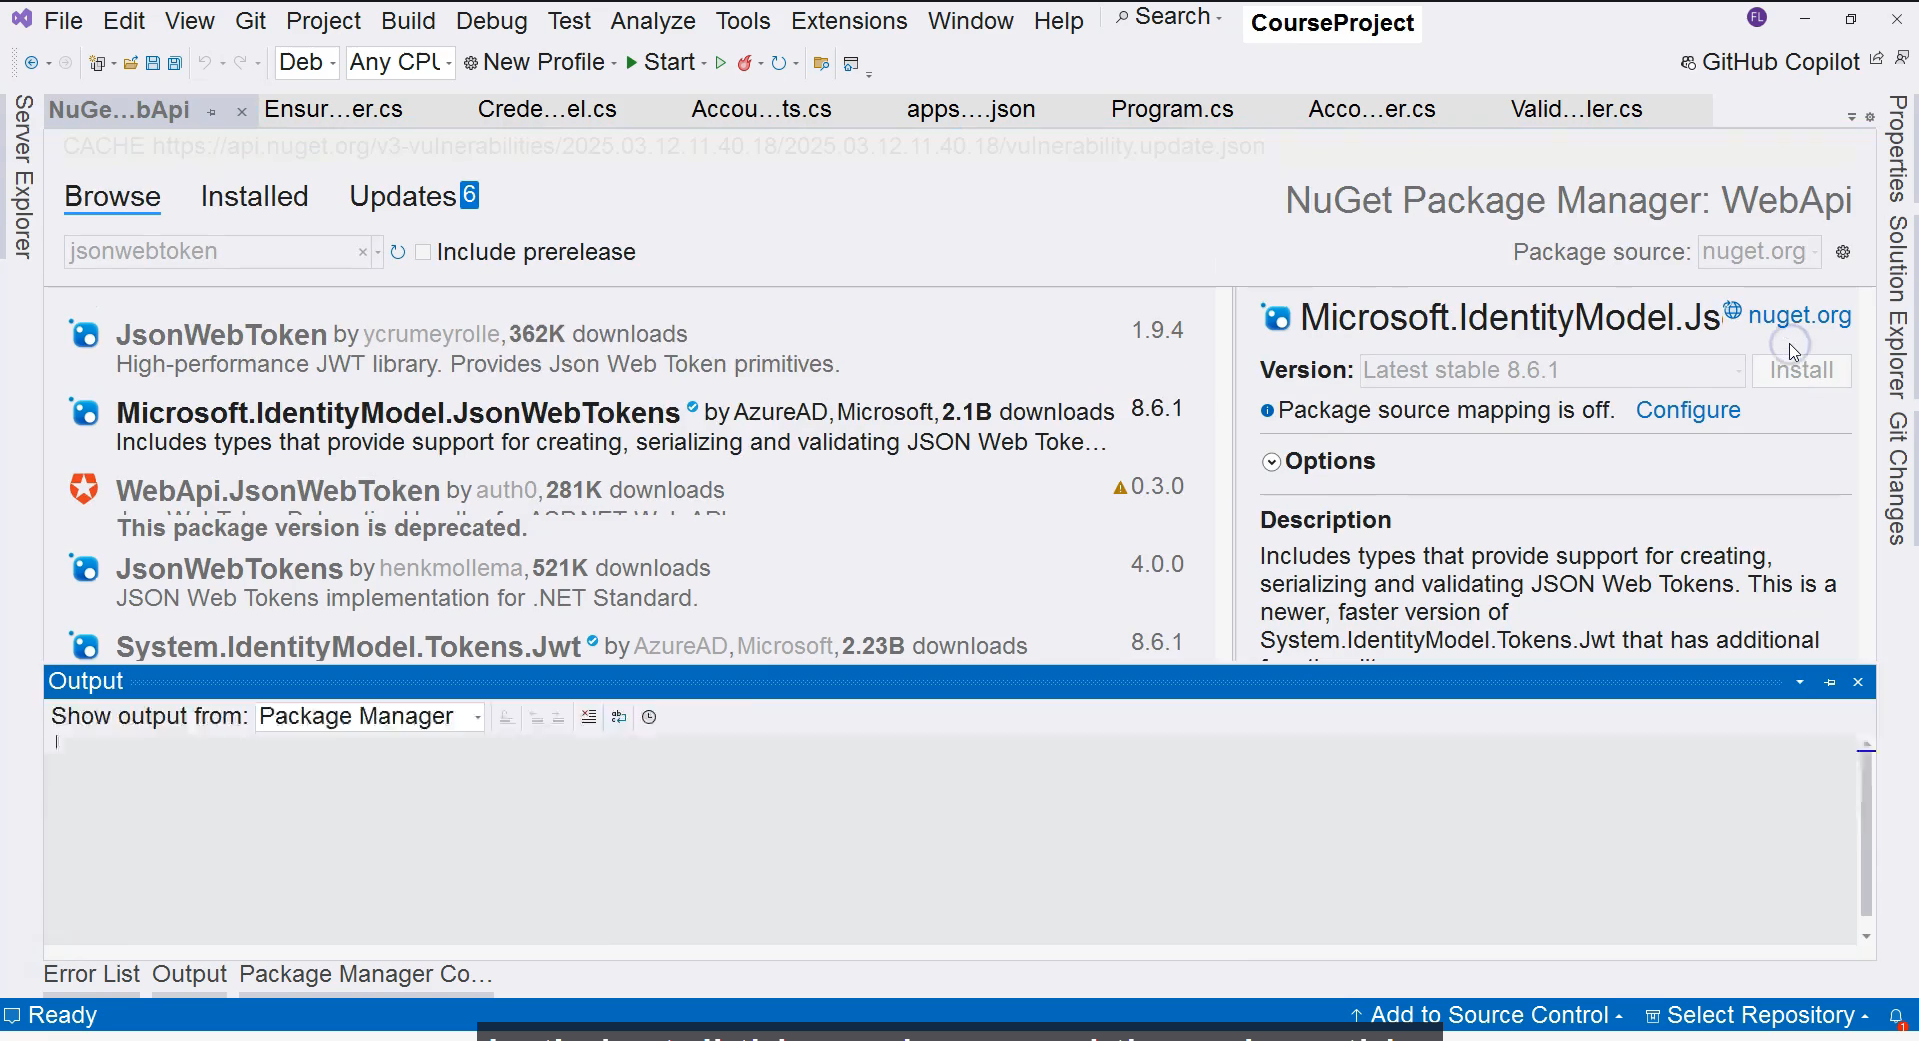 File Edit View Git Project Build Debug Test Analyze Tools Extensions Window Help Search CourseProject FL
Deb Any CPU New Profile Start GitHub Copilot
NuGe...bApi Ensur...er.cs Crede...el.cs Accou...ts.cs apps....json Program.cs Acco...er.cs Valid...ler.cs
Server Explorer
Properties
Solution Explorer
Git Changes
CACHE https://api.nuget.org/v3-vulnerabilities/2025.03.12.11.40.18/2025.03.12.11.40.18/vulnerability.update.json
Browse Installed Updates 6
NuGet Package Manager: WebApi
jsonwebtoken Include prerelease
Package source: nuget.org
JsonWebToken by ycrumeyrolle, 362K downloads 1.9.4
High-performance JWT library. Provides Json Web Token primitives.
Microsoft.IdentityModel.JsonWebTokens by AzureAD, Microsoft, 2.1B downloads 8.6.1
Includes types that provide support for creating, serializing and validating JSON Web Toke...
WebApi.JsonWebToken by auth0, 281K downloads 0.3.0
This package version is deprecated.
JsonWebTokens by henkmollema, 521K downloads 4.0.0
JSON Web Tokens implementation for .NET Standard.
System.IdentityModel.Tokens.Jwt by AzureAD, Microsoft, 2.23B downloads 8.6.1
Microsoft.IdentityModel.Js nuget.org
Version: Latest stable 8.6.1 Install
Package source mapping is off. Configure
Options
Description
Includes types that provide support for creating,
serializing and validating JSON Web Tokens. This is a
newer, faster version of
System.IdentityModel.Tokens.Jwt that has additional
Output
Show output from: Package Manager
Error List Output Package Manager Co...
Ready Add to Source Control Select Repository 1